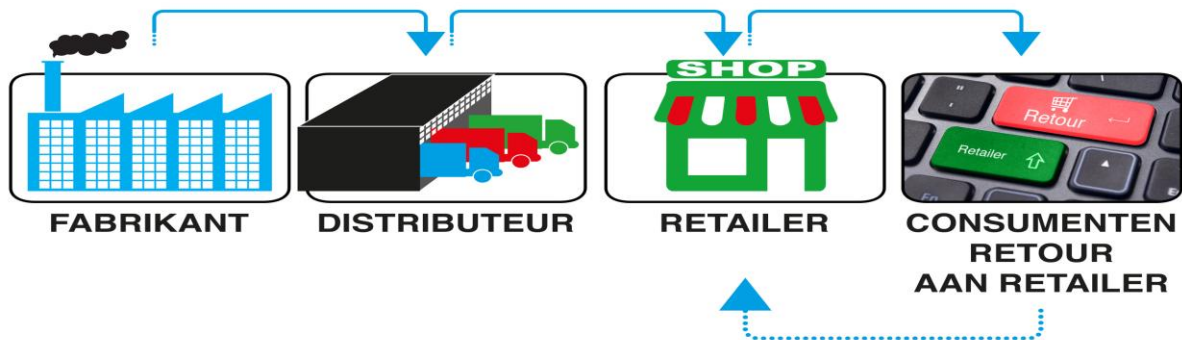 SHOP
Retour
Retailer
FABRIKANT
DISTRIBUTEUR
RETAILER
CONSUMENTEN
RETOUR
AAN RETAILER